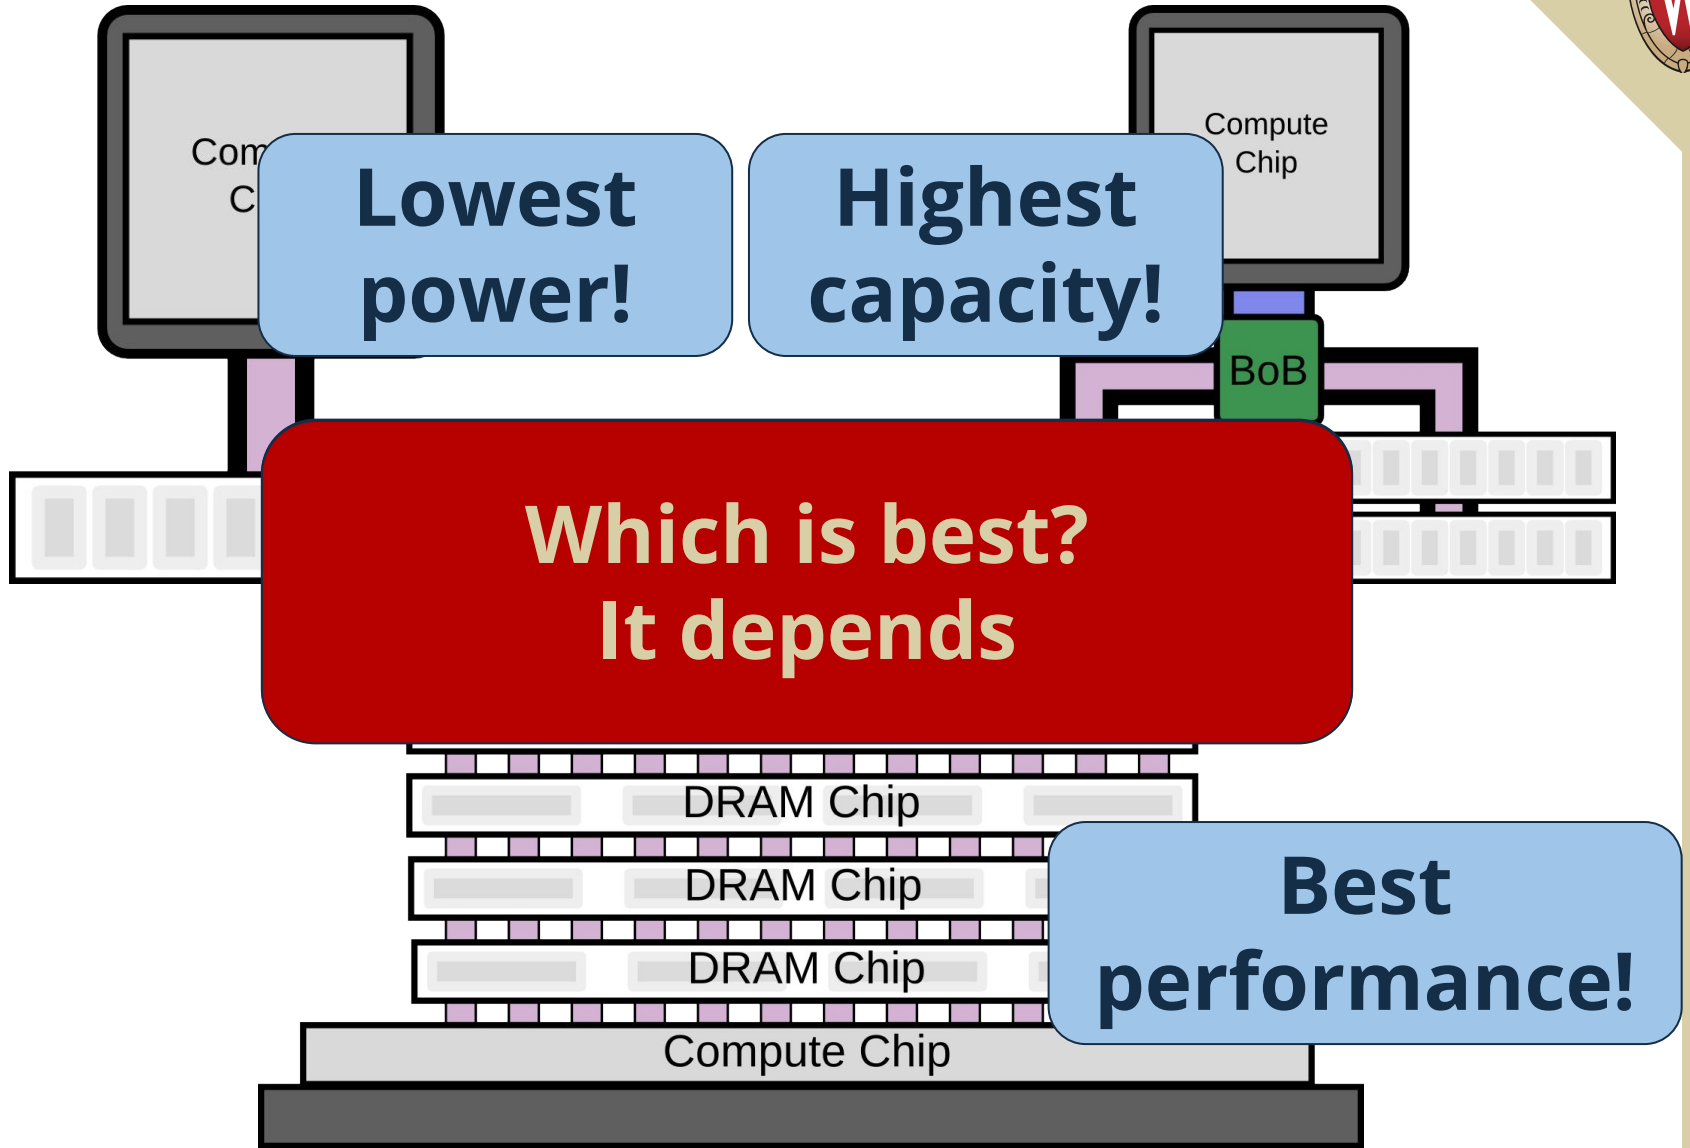 Compute
Chip
Lowest
power!
Highest
capacity!
BoB
Which is best?
It depends
DRAM Chip
DRAM Chip
DRAM Chip
Best
performance!
Compute Chip